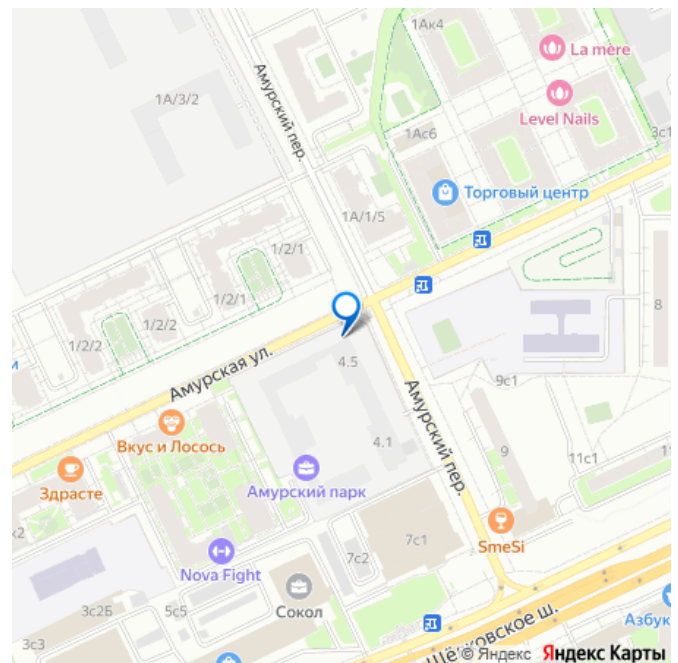 1Ак4
La mère
Амурский пер.
1А/3/2
Level Nails
1Ас6
3с1
Торговый центр
1А/1/5
1/2/1
1/2/1
8
1/2/2
1/2/2
и
4.5
Амурская ул.
9с1
Амурский пер.
Вкус и Лосось
4.1
9
11с1
11
Здрасте
Амурский парк
к2
SmeSi
7с1
7с2
Nova Fight
Сокол
3с2Б
5с5
Азбук
Щёлковское ш.
3с3
© Яндекс Яндекс Карты